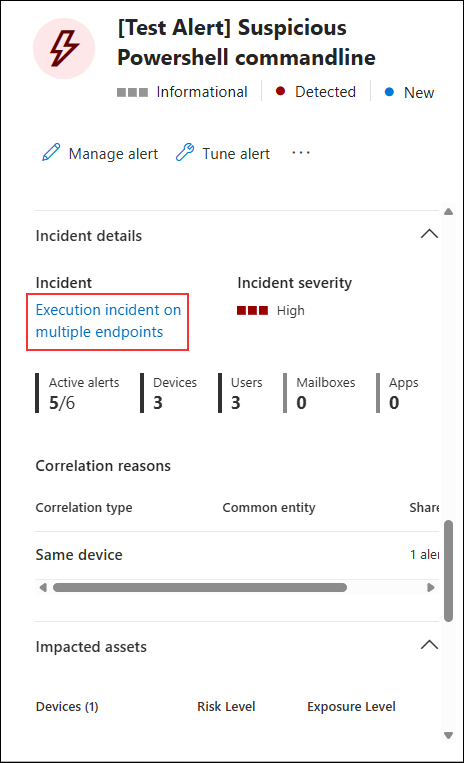 [Test Alert] Suspicious
Powershell commandline
Informational Detected New
Manage alert Tune alert ...
Incident details
Incident Incident severity
Execution incident on High
multiple endpoints
Active alerts Devices Users Mailboxes Apps
5/6 3 3 0 0
Correlation reasons
Correlation type Common entity Share
Same device 1 aler
Impacted assets
Devices (1) Risk Level Exposure Level